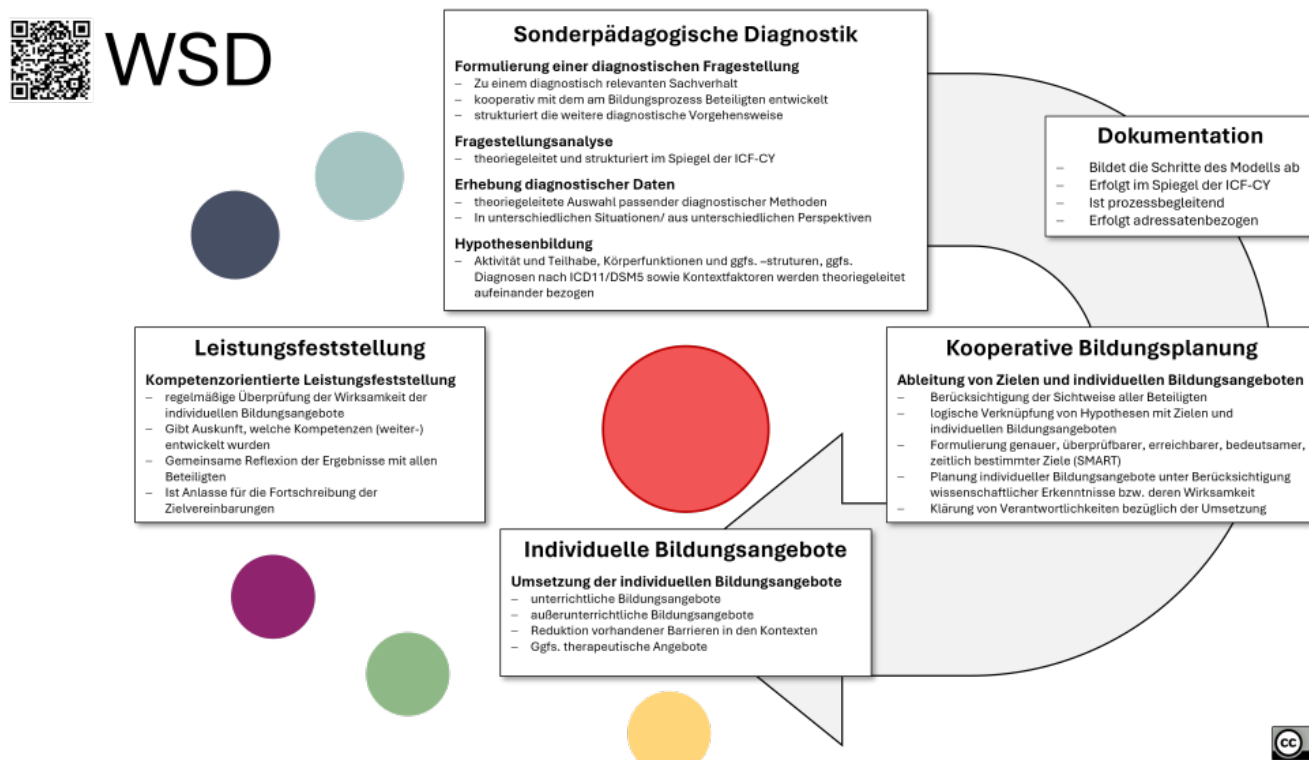 WSD
Sonderpädagogische Diagnostik
Formulierung einer diagnostischen Fragestellung
– Zu einem diagnostisch relevanten Sachverhalt
– kooperativ mit dem am Bildungsprozess Beteiligten entwickelt
– strukturiert die weitere diagnostische Vorgehensweise
Fragestellungsanalyse
– theoriegeleitet und strukturiert im Spiegel der ICF-CY
Erhebung diagnostischer Daten
– theoriegeleitete Auswahl passender diagnostischer Methoden
– In unterschiedlichen Situationen/ aus unterschiedlichen Perspektiven
Hypothesenbildung
– Aktivität und Teilhabe, Körperfunktionen und ggfs. –struturen, ggfs.
Diagnosen nach ICD11/DSM5 sowie Kontextfaktoren werden theoriegeleitet
aufeinander bezogen
Dokumentation
– Bildet die Schritte des Modells ab
– Erfolgt im Spiegel der ICF-CY
– Ist prozessbegleitend
– Erfolgt adressatenbezogen
Leistungsfeststellung
Kompetenzorientierte Leistungsfeststellung
– regelmäßige Überprüfung der Wirksamkeit der
individuellen Bildungsangebote
– Gibt Auskunft, welche Kompetenzen (weiter-)
entwickelt wurden
– Gemeinsame Reflexion der Ergebnisse mit allen
Beteiligten
– Ist Anlasse für die Fortschreibung der
Zielvereinbarungen
Kooperative Bildungsplanung
Ableitung von Zielen und individuellen Bildungsangeboten
– Berücksichtigung der Sichtweise aller Beteiligten
– logische Verknüpfung von Hypothesen mit Zielen und
individuellen Bildungsangeboten
– Formulierung genauer, überprüfbarer, erreichbarer, bedeutsamer,
zeitlich bestimmter Ziele (SMART)
– Planung individueller Bildungsangebote unter Berücksichtigung
wissenschaftlicher Erkenntnisse bzw. deren Wirksamkeit
– Klärung von Verantwortlichkeiten bezüglich der Umsetzung
Individuelle Bildungsangebote
Umsetzung der individuellen Bildungsangebote
– unterrichtliche Bildungsangebote
– außerunterrichtliche Bildungsangebote
– Reduktion vorhandener Barrieren in den Kontexten
– Ggfs. therapeutische Angebote
cc